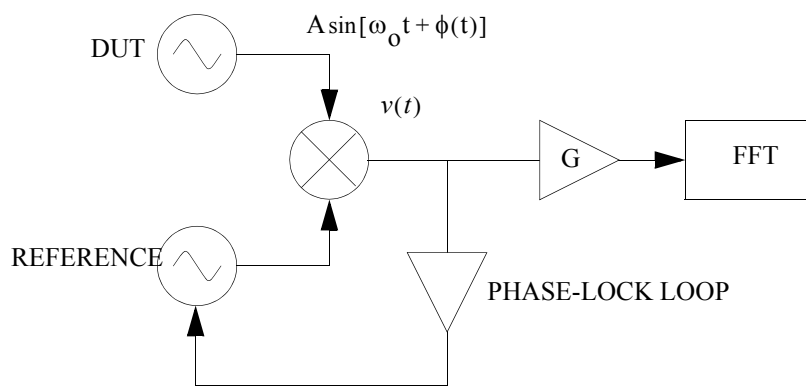 DUT
A sin[ω_o t + ϕ(t)]
v(t)
G
FFT
REFERENCE
PHASE-LOCK LOOP